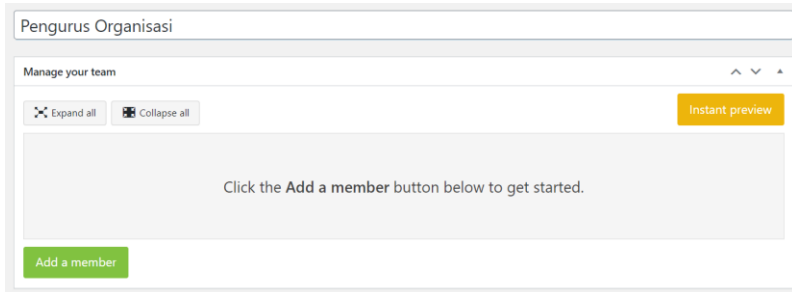 Pengurus Organisasi
Manage your team
Expand all Collapse all Instant preview
Click the Add a member button below to get started.
Add a member